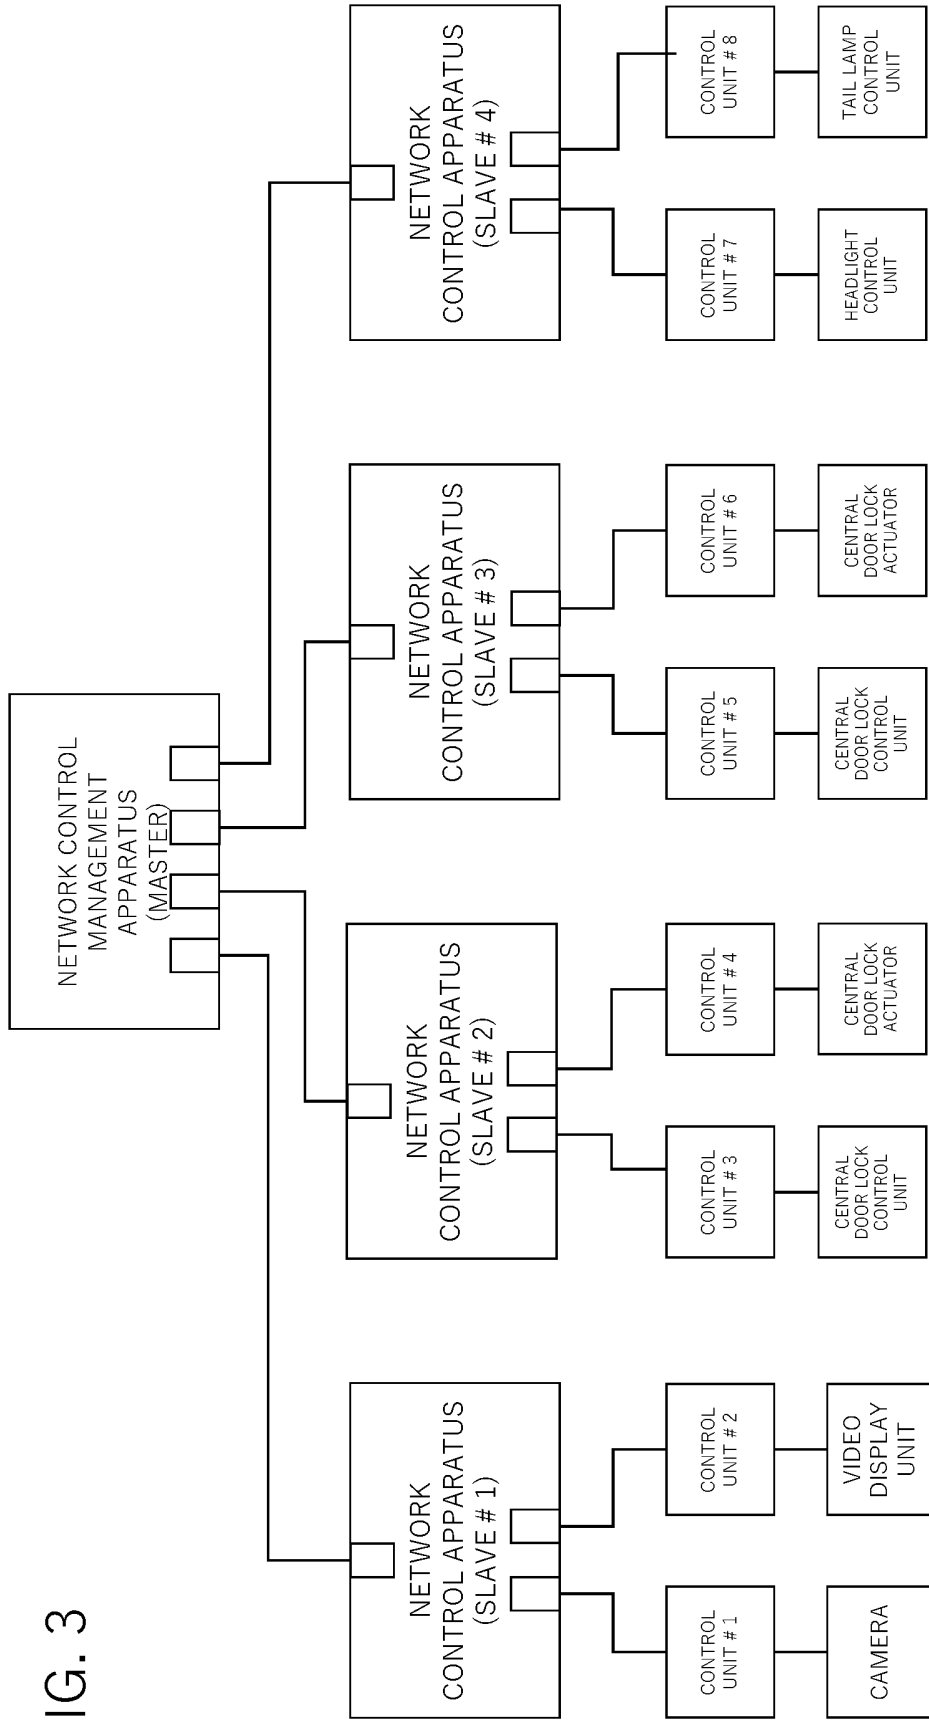 IG. 3
NETWORK CONTROL
MANAGEMENT
APPARATUS
(MASTER)
NETWORK
CONTROL APPARATUS
(SLAVE # 1)
NETWORK
CONTROL APPARATUS
(SLAVE # 2)
NETWORK
CONTROL APPARATUS
(SLAVE # 3)
NETWORK
CONTROL APPARATUS
(SLAVE # 4)
CONTROL
UNIT # 1
CONTROL
UNIT # 2
CONTROL
UNIT # 3
CONTROL
UNIT # 4
CONTROL
UNIT # 5
CONTROL
UNIT # 6
CONTROL
UNIT # 7
CONTROL
UNIT # 8
CAMERA
VIDEO
DISPLAY
UNIT
CENTRAL
DOOR LOCK
CONTROL
UNIT
CENTRAL
DOOR LOCK
ACTUATOR
CENTRAL
DOOR LOCK
CONTROL
UNIT
CENTRAL
DOOR LOCK
ACTUATOR
HEADLIGHT
CONTROL
UNIT
TAIL LAMP
CONTROL
UNIT